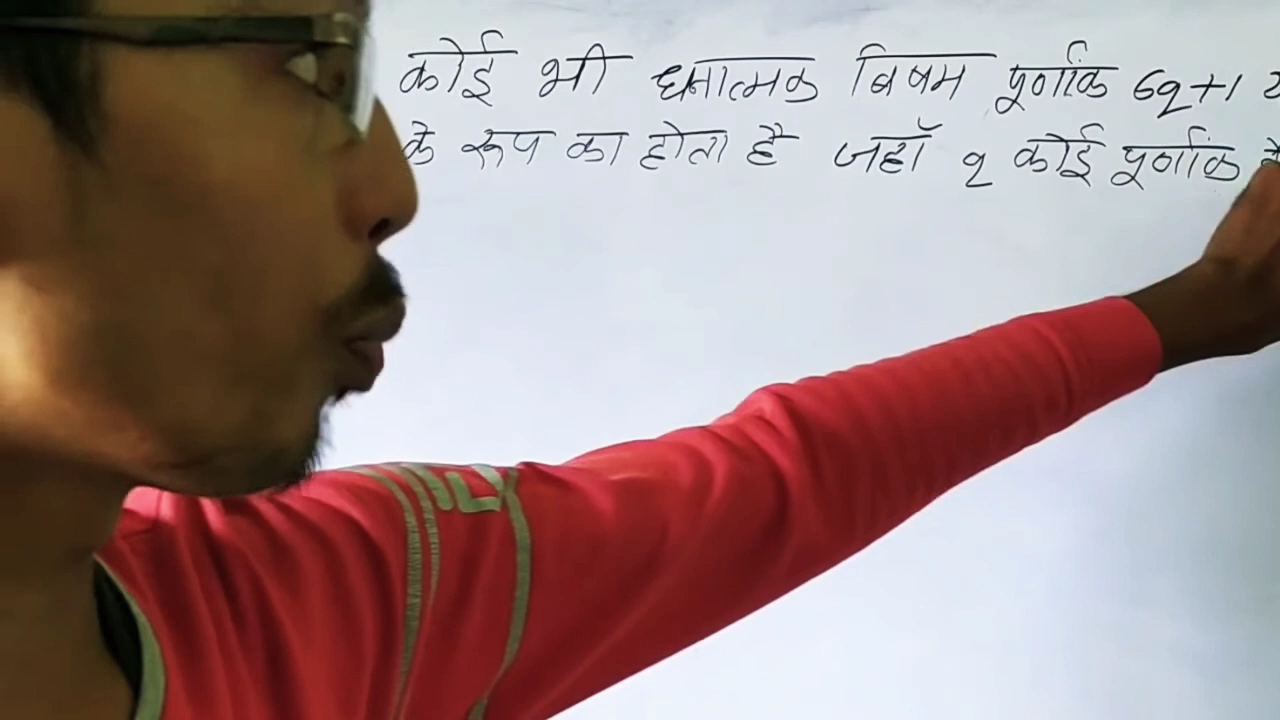 कोई भी धनात्मक विषम पूर्णांक 6q+1
के रूप का होता है जहाँ q कोई पूर्णांक